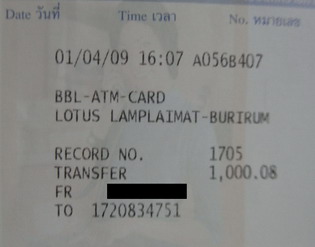 Date วันที่ Time เวลา No. หมายเลข
01/04/09 16:07 A056B407
BBL-ATM-CARD
LOTUS LAMPLAIMAT-BURIRUM
RECORD NO. 1705
TRANSFER 1,000.08
FR
TO 1720834751